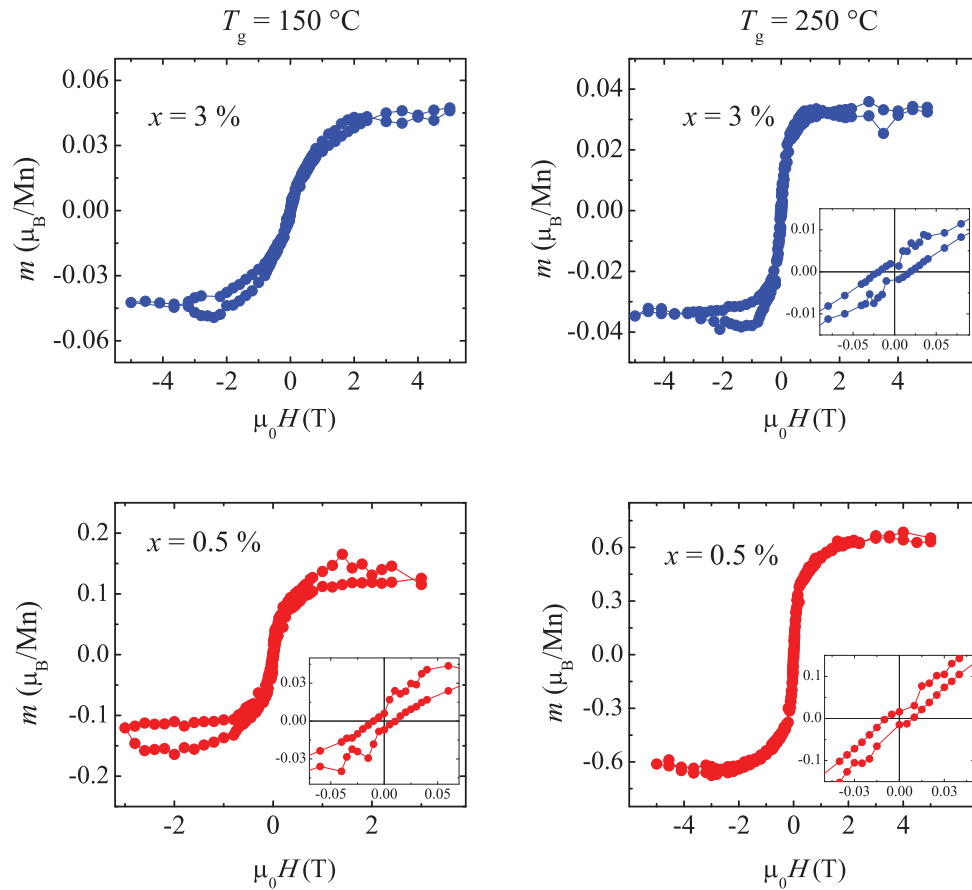 T_g = 150 °C
T_g = 250 °C
0.06
0.03
0.00
-0.03
-0.06
m (μ_B/Mn)
x = 3 %
-4 -2 0 2 4
μ_0H(T)
0.04
0.02
0.00
-0.02
-0.04
m (μ_B/Mn)
x = 3 %
0.01
0.00
-0.01
-0.05 0.00 0.05
-4 -2 0 2 4
μ_0H(T)
0.2
0.1
0.0
-0.1
-0.2
m (μ_B/Mn)
x = 0.5 %
0.03
0.00
-0.03
-0.05 0.00 0.05
-2 0 2
μ_0H(T)
0.6
0.3
0.0
-0.3
-0.6
m (μ_B/Mn)
x = 0.5 %
0.1
0.0
-0.1
-0.03 0.00 0.03
-4 -2 0 2 4
μ_0H(T)